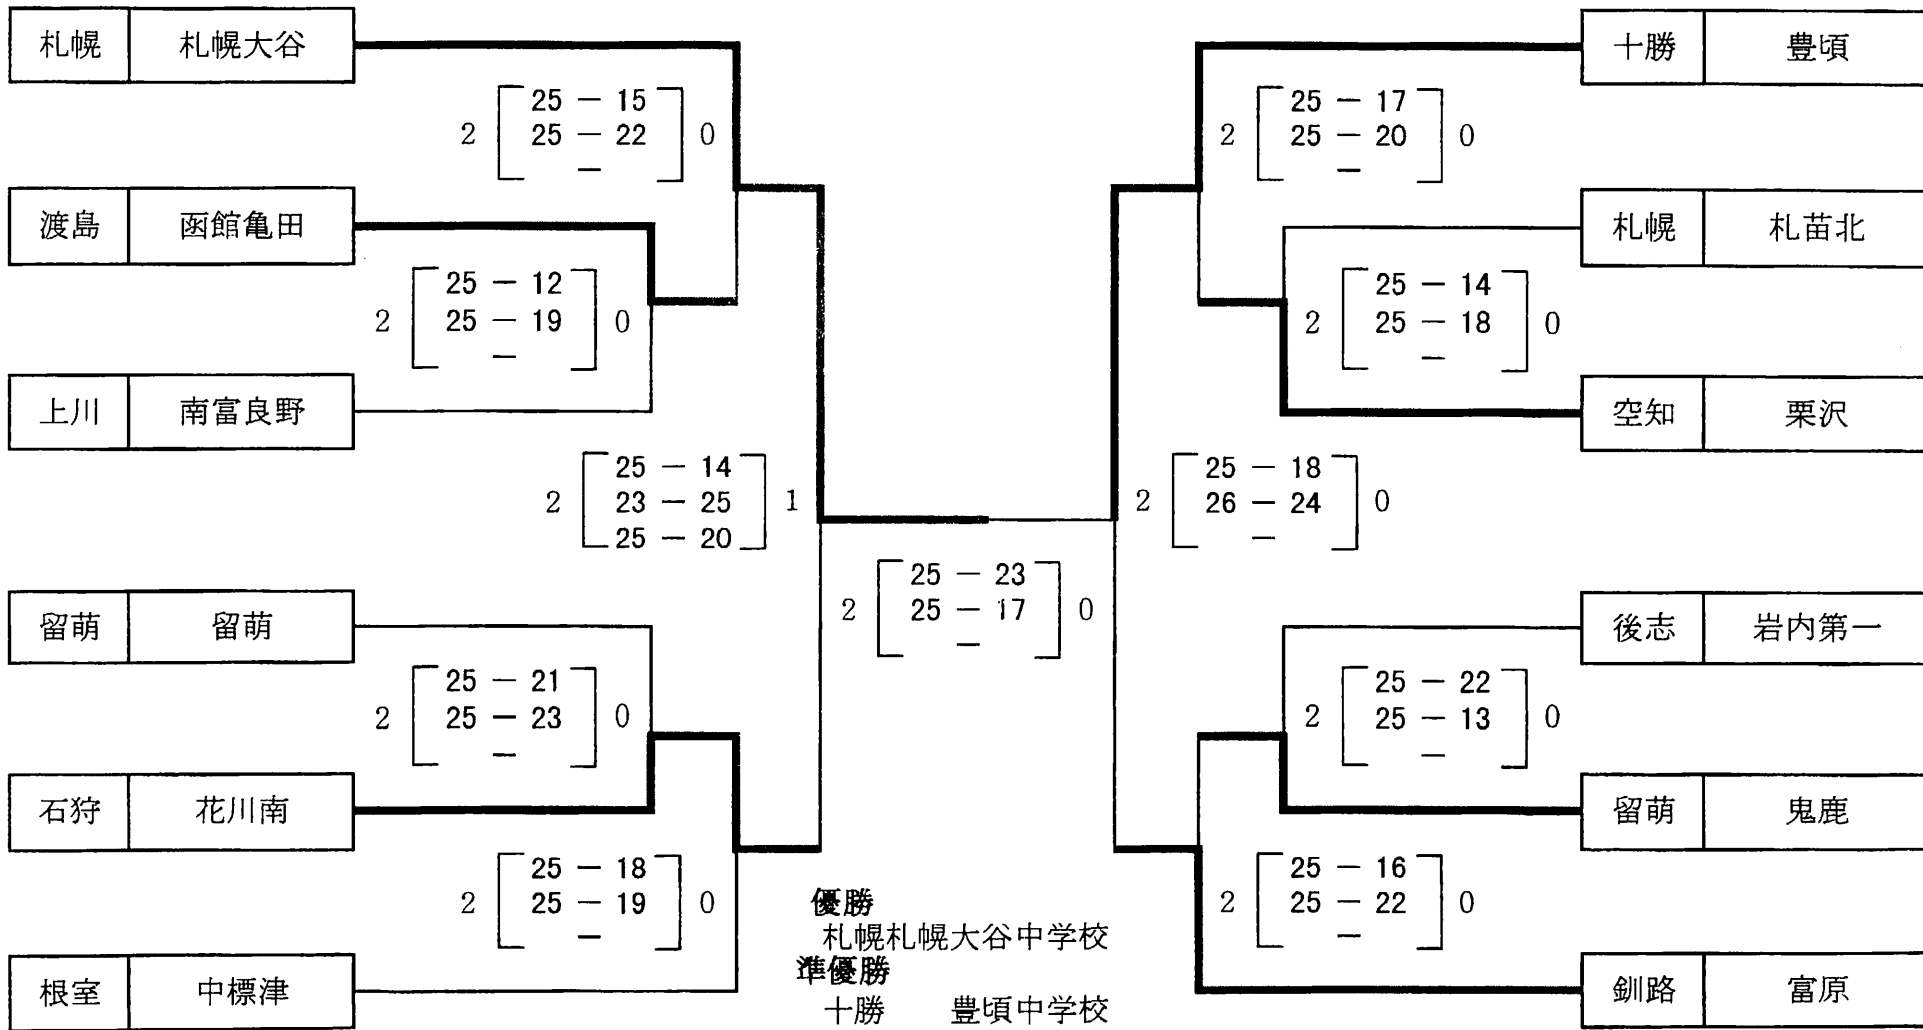 札幌 札幌大谷
渡島 函館亀田
上川 南富良野
留萌 留萌
石狩 花川南
根室 中標津
2 25 － 15 0
25 － 22
－
2 25 － 12 0
25 － 19
－
2 25 － 14 1
23 － 25
25 － 20
2 25 － 21 0
25 － 23
－
2 25 － 18 0
25 － 19
－
2 25 － 23 0
25 － 17
－
優勝
札幌札幌大谷中学校
準優勝
十勝 豊頃中学校
2 25 － 17 0
25 － 20
－
2 25 － 14 0
25 － 18
－
2 25 － 18 0
26 － 24
－
2 25 － 22 0
25 － 13
－
2 25 － 16 0
25 － 22
－
十勝 豊頃
札幌 札苗北
空知 栗沢
後志 岩内第一
留萌 鬼鹿
釧路 富原